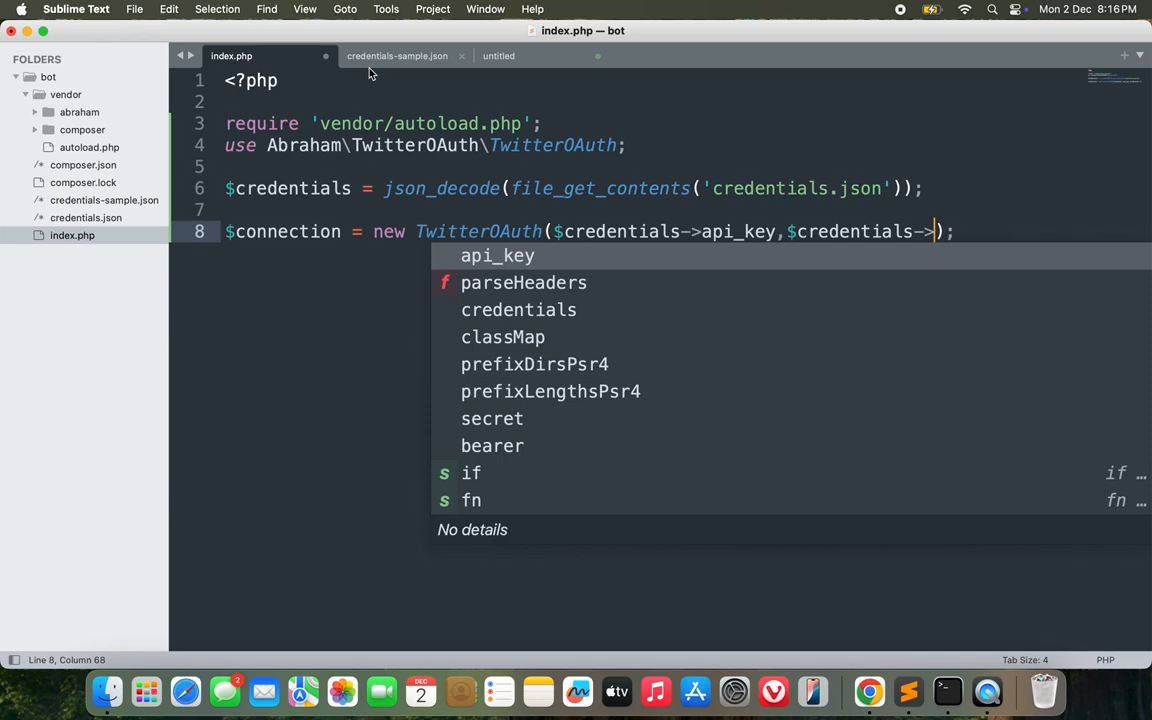 Sublime Text File Edit Selection Find View Goto Tools Project Window Help 2 Mon 2 Dec 8:16 PM
index.php — bot
FOLDERS
bot
vendor
abraham
composer
autoload.php
/* composer.json
composer.lock
/* credentials-sample.json
/* credentials.json
index.php
index.php credentials-sample.json untitled
1 <?php
2
3 require 'vendor/autoload.php';
4 use Abraham\TwitterOAuth\TwitterOAuth;
5
6 $credentials = json_decode(file_get_contents('credentials.json'));
7
8 $connection = new TwitterOAuth($credentials->api_key,$credentials->);
api_key
f parseHeaders
credentials
classMap
prefixDirsPsr4
prefixLengthsPsr4
secret
bearer
s if if …
s fn fn …
No details
Line 8, Column 68 Tab Size: 4 PHP
2
DEC
2